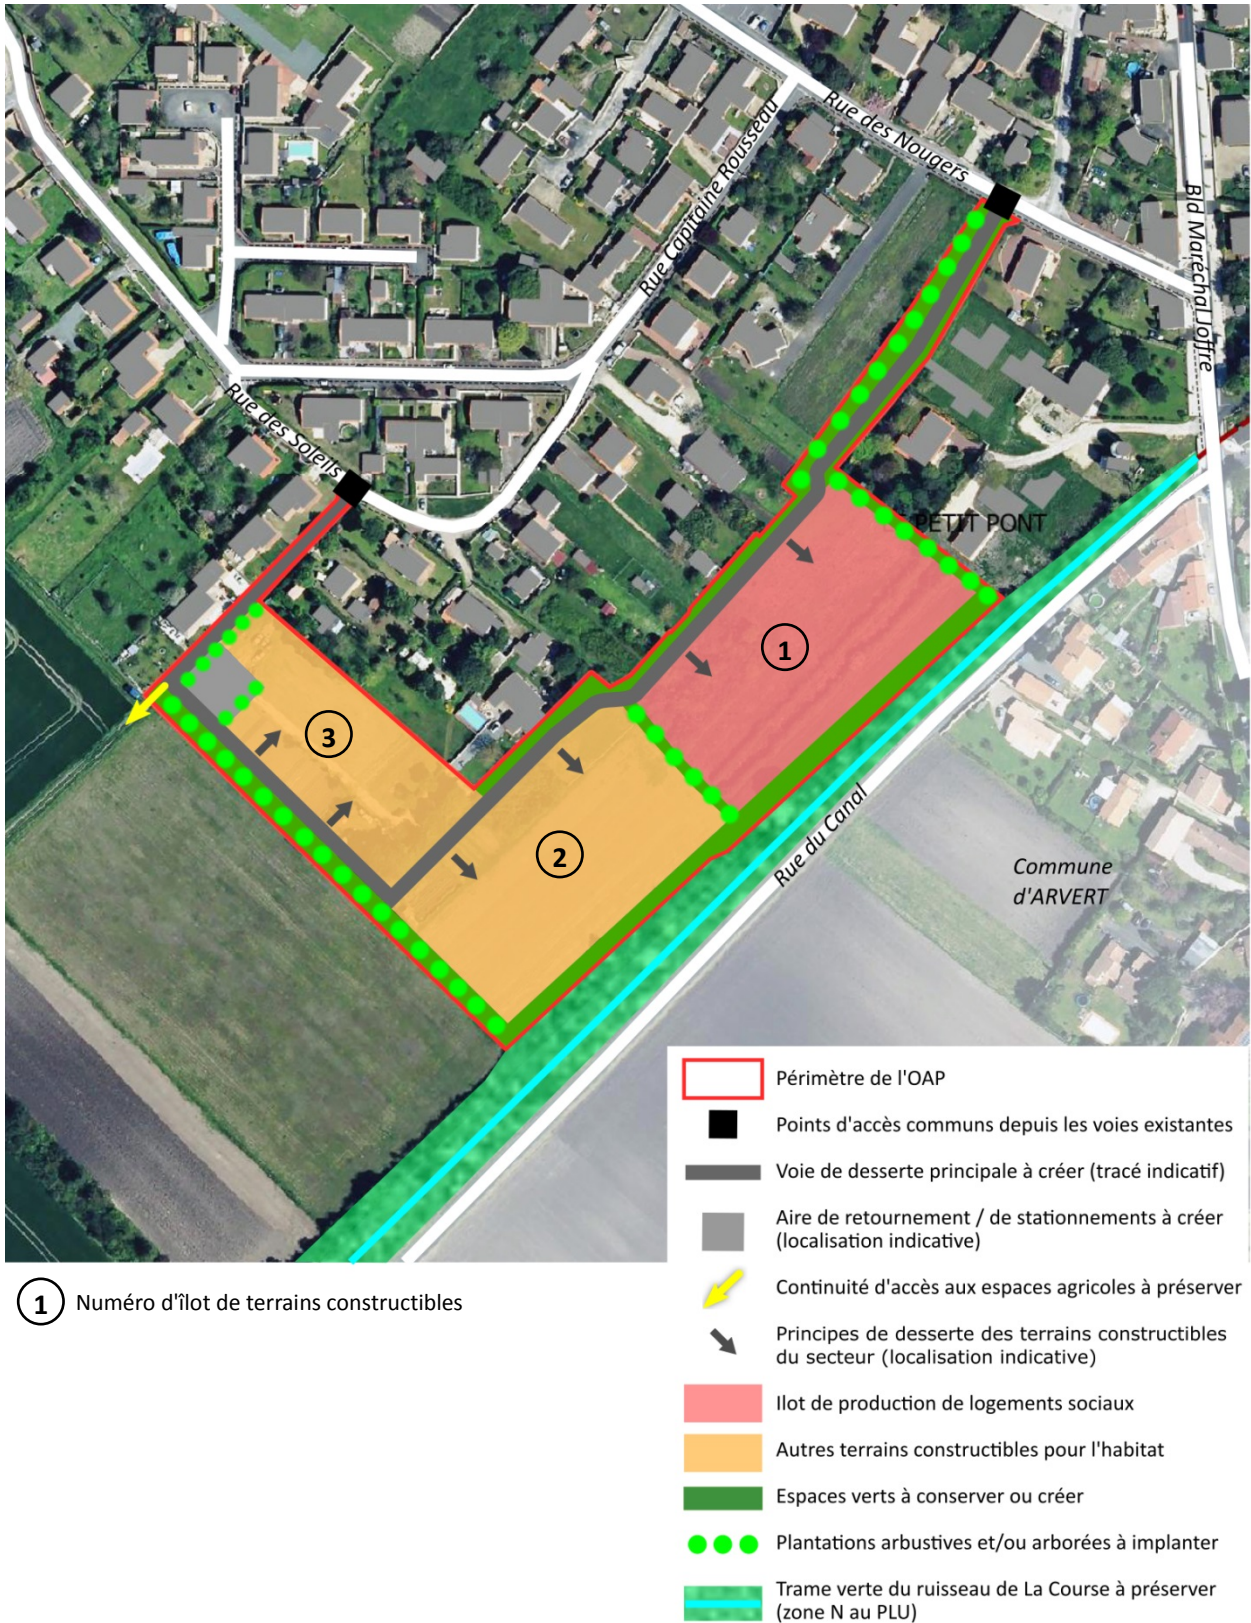 Rue des Nougers
Rue Capitaine Rousseau
Bld Maréchal Joffre
Rue des Soleils
PETIT PONT
1
3
2
Rue du Canal
Commune
d'ARVERT
Périmètre de l'OAP
Points d'accès communs depuis les voies existantes
Voie de desserte principale à créer (tracé indicatif)
Aire de retournement / de stationnements à créer
(localisation indicative)
1 Numéro d'îlot de terrains constructibles
Continuité d'accès aux espaces agricoles à préserver
Principes de desserte des terrains constructibles
du secteur (localisation indicative)
Ilot de production de logements sociaux
Autres terrains constructibles pour l'habitat
Espaces verts à conserver ou créer
Plantations arbustives et/ou arborées à implanter
Trame verte du ruisseau de La Course à préserver
(zone N au PLU)